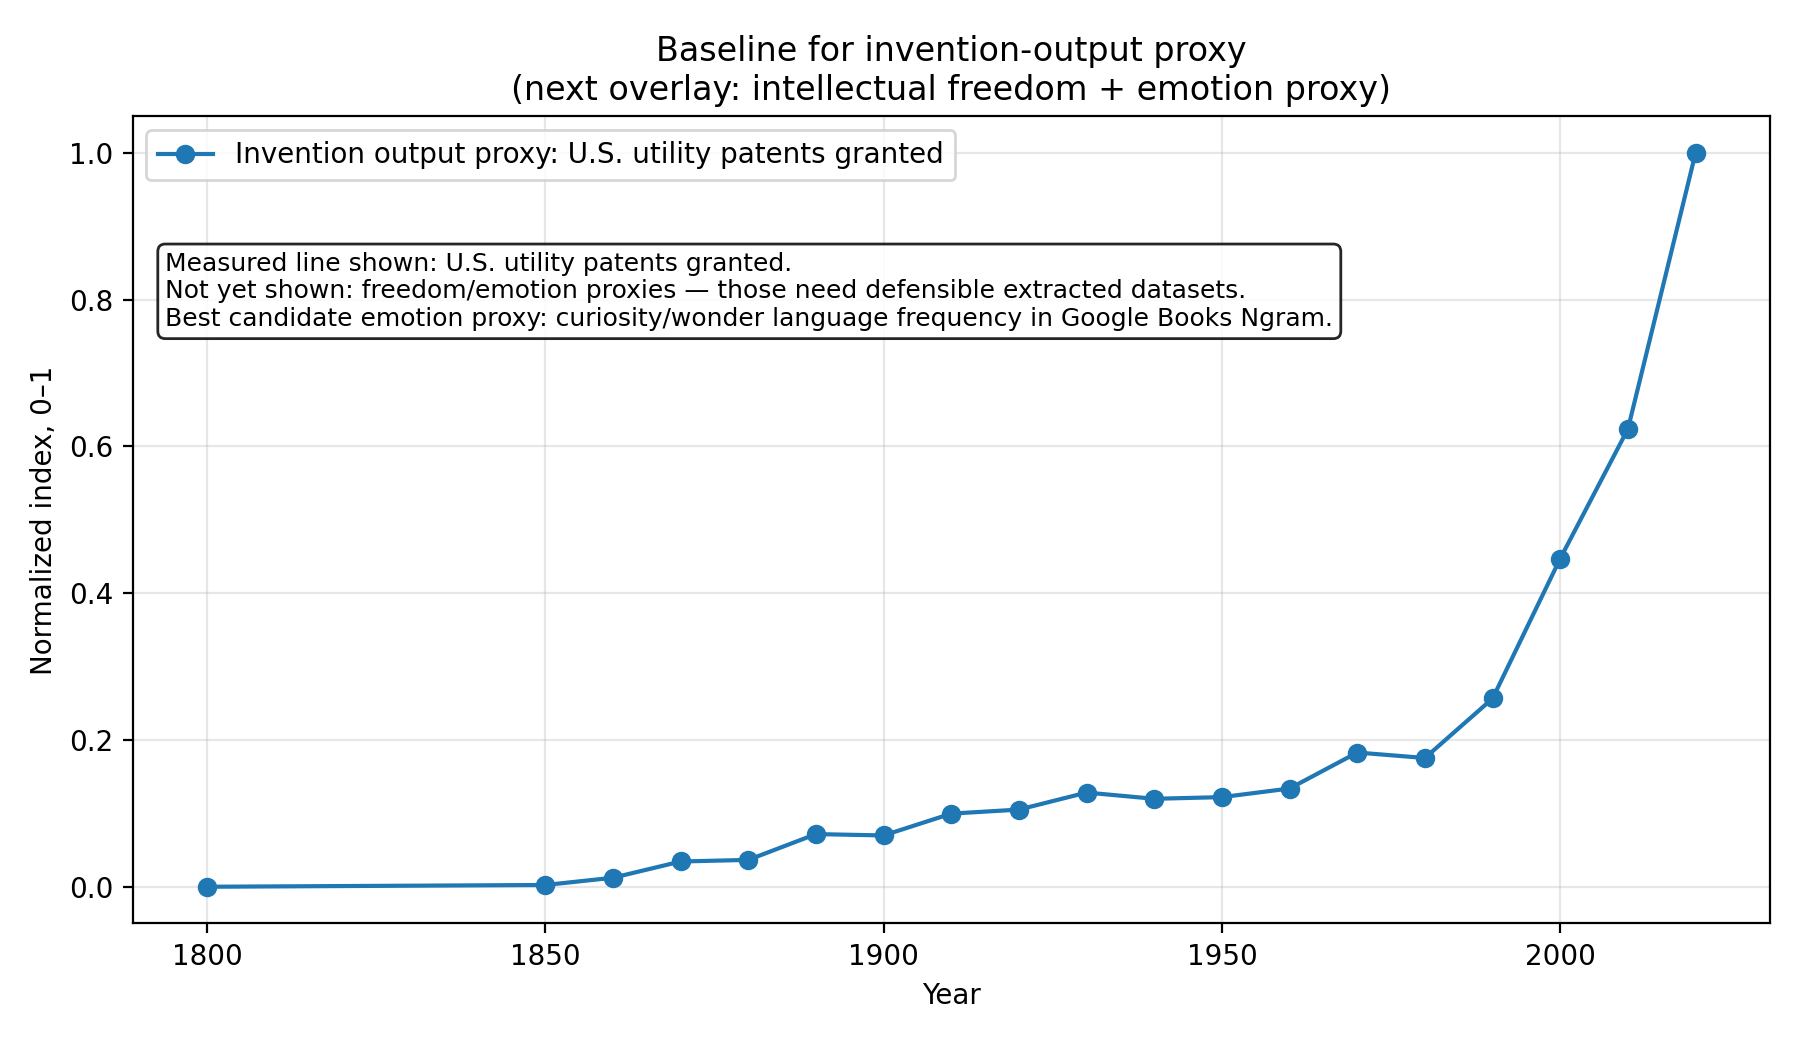 Baseline for invention-output proxy
(next overlay: intellectual freedom + emotion proxy)
Invention output proxy: U.S. utility patents granted
Measured line shown: U.S. utility patents granted.
Not yet shown: freedom/emotion proxies — those need defensible extracted datasets.
Best candidate emotion proxy: curiosity/wonder language frequency in Google Books Ngram.
Normalized index, 0–1
1.0
0.8
0.6
0.4
0.2
0.0
1800
1850
1900
1950
2000
Year